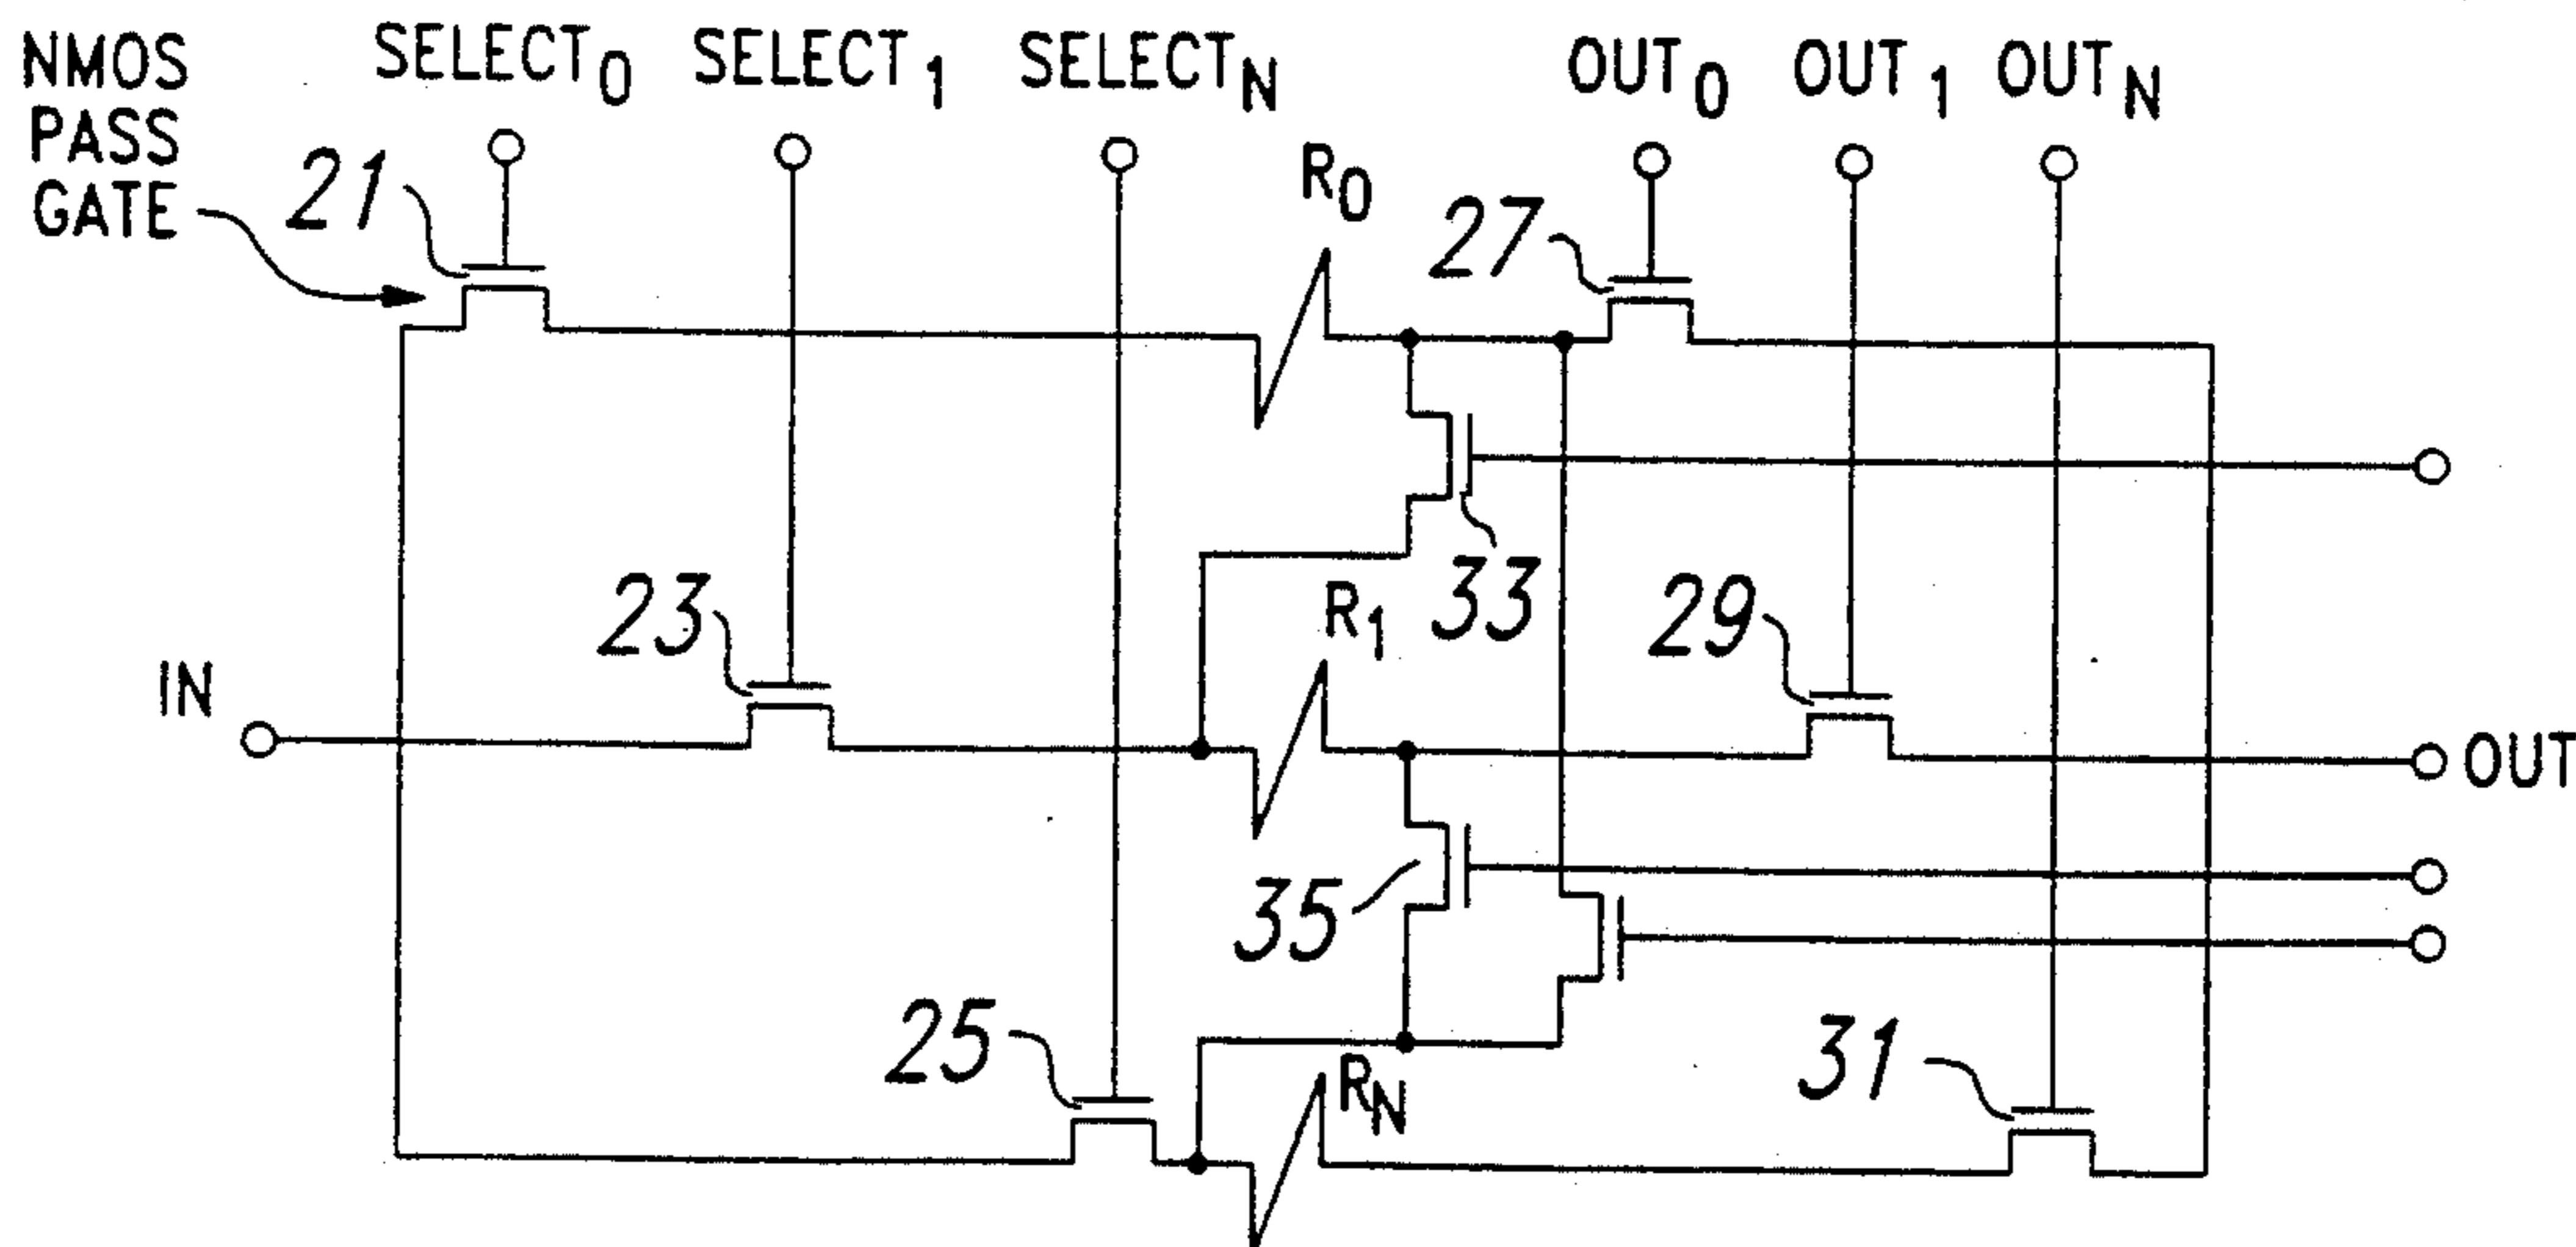 NMOS
PASS
GATE
SELECT0
SELECT1
SELECTN
OUT0
OUT1
OUTN
21
R0
27
33
23
R1
29
IN
OUT
35
25
RN
31